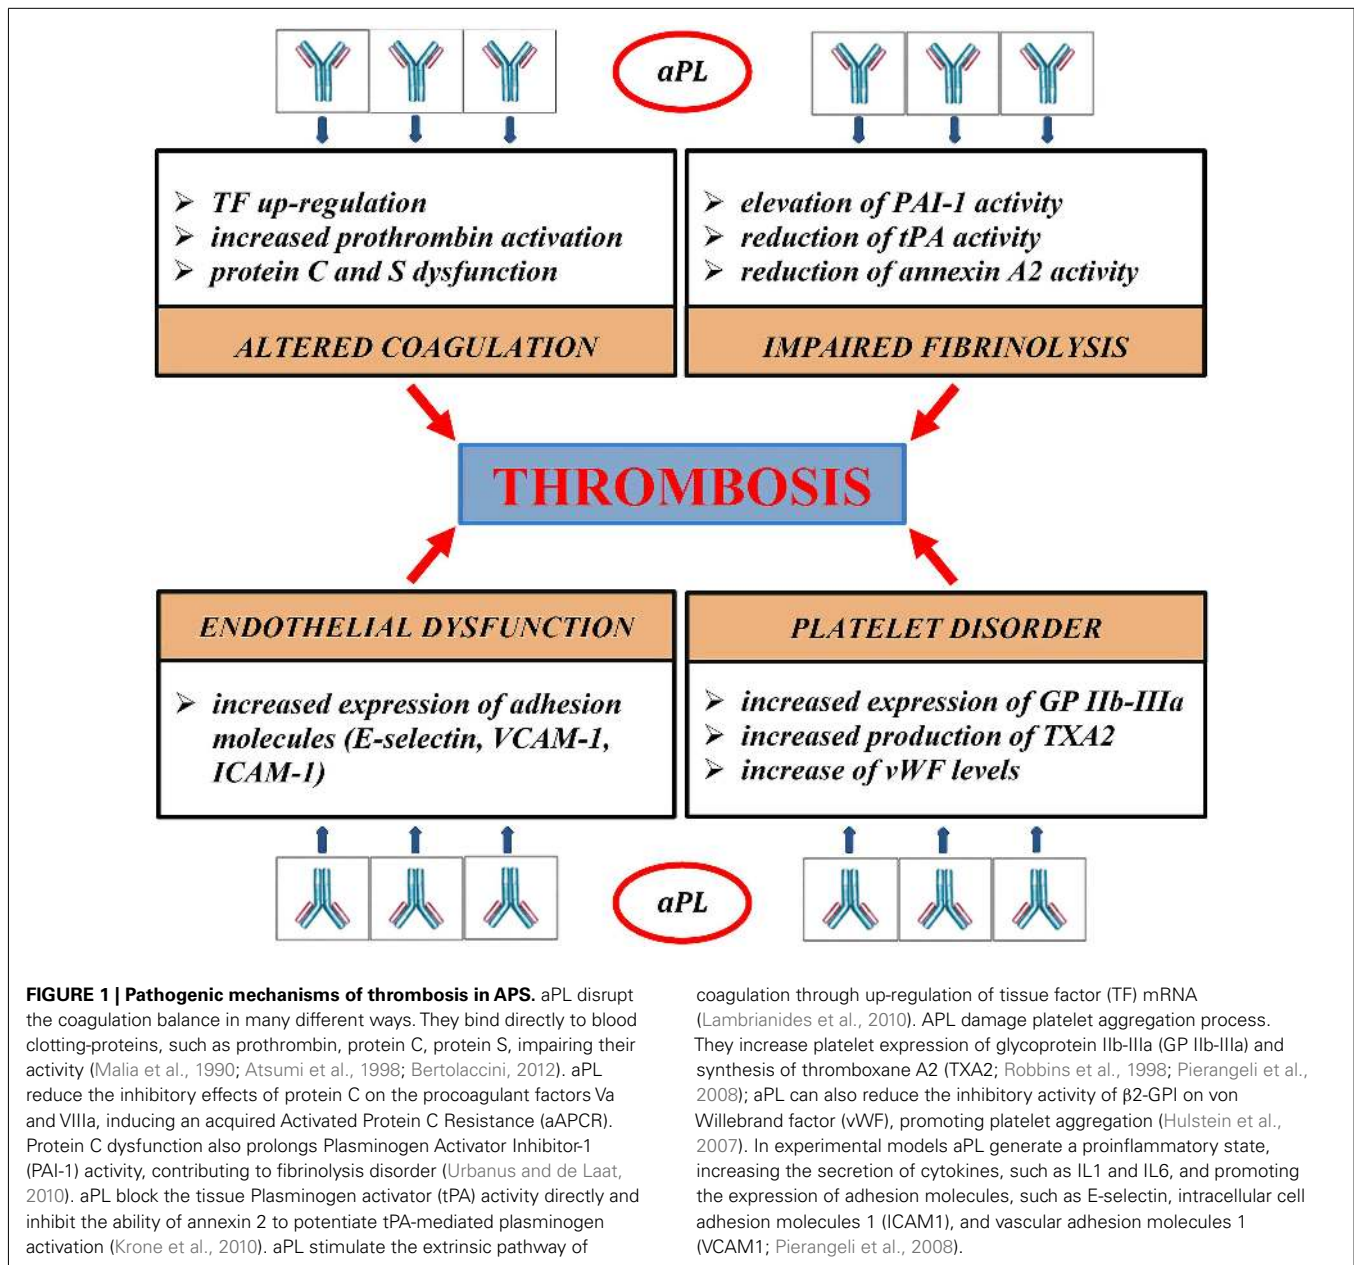 aPL
➢ TF up-regulation
➢ increased prothrombin activation
➢ protein C and S dysfunction
ALTERED COAGULATION
➢ elevation of PAI-1 activity
➢ reduction of tPA activity
➢ reduction of annexin A2 activity
IMPAIRED FIBRINOLYSIS
THROMBOSIS
ENDOTHELIAL DYSFUNCTION
➢ increased expression of adhesion
molecules (E-selectin, VCAM-1,
ICAM-1)
PLATELET DISORDER
➢ increased expression of GP IIb-IIIa
➢ increased production of TXA2
➢ increase of vWF levels
aPL
FIGURE 1 | Pathogenic mechanisms of thrombosis in APS. aPL disrupt
the coagulation balance in many different ways. They bind directly to blood
clotting-proteins, such as prothrombin, protein C, protein S, impairing their
activity (Malia et al., 1990; Atsumi et al., 1998; Bertolaccini, 2012). aPL
reduce the inhibitory effects of protein C on the procoagulant factors Va
and VIIIa, inducing an acquired Activated Protein C Resistance (aAPCR).
Protein C dysfunction also prolongs Plasminogen Activator Inhibitor-1
(PAI-1) activity, contributing to fibrinolysis disorder (Urbanus and de Laat,
2010). aPL block the tissue Plasminogen activator (tPA) activity directly and
inhibit the ability of annexin 2 to potentiate tPA-mediated plasminogen
activation (Krone et al., 2010). aPL stimulate the extrinsic pathway of
coagulation through up-regulation of tissue factor (TF) mRNA
(Lambrianides et al., 2010). APL damage platelet aggregation process.
They increase platelet expression of glycoprotein IIb-IIIa (GP IIb-IIIa) and
synthesis of thromboxane A2 (TXA2; Robbins et al., 1998; Pierangeli et al.,
2008); aPL can also reduce the inhibitory activity of β2-GPI on von
Willebrand factor (vWF), promoting platelet aggregation (Hulstein et al.,
2007). In experimental models aPL generate a proinflammatory state,
increasing the secretion of cytokines, such as IL1 and IL6, and promoting
the expression of adhesion molecules, such as E-selectin, intracellular cell
adhesion molecules 1 (ICAM1), and vascular adhesion molecules 1
(VCAM1; Pierangeli et al., 2008).